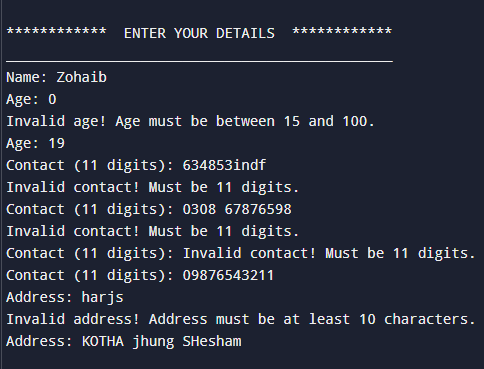 ************  ENTER YOUR DETAILS  ************
______________________________________________
Name: Zohaib
Age: 0
Invalid age! Age must be between 15 and 100.
Age: 19
Contact (11 digits): 634853indf
Invalid contact! Must be 11 digits.
Contact (11 digits): 0308 67876598
Invalid contact! Must be 11 digits.
Contact (11 digits): Invalid contact! Must be 11 digits.
Contact (11 digits): 09876543211
Address: harjs
Invalid address! Address must be at least 10 characters.
Address: KOTHA jhung SHesham